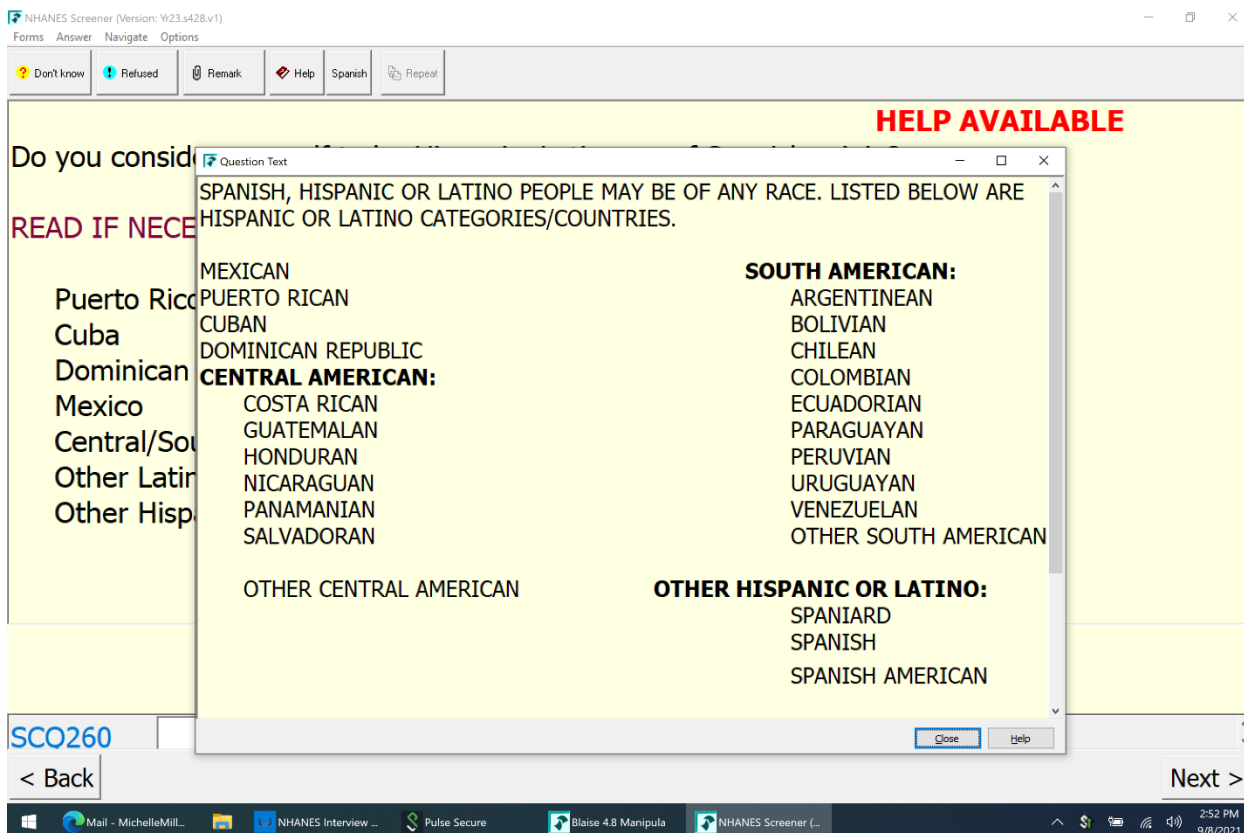 NHANES Screener (Version: Yr23.s428.v1)
Forms Answer Navigate Options
Don't know Refused Remark Help Spanish Repeat
HELP AVAILABLE
Do you consid
Question Text
READ IF NECE
Puerto Rico
Cuba
Dominican
Mexico
Central/Sou
Other Latin
Other Hispa
SPANISH, HISPANIC OR LATINO PEOPLE MAY BE OF ANY RACE. LISTED BELOW ARE
HISPANIC OR LATINO CATEGORIES/COUNTRIES.
MEXICAN
PUERTO RICAN
CUBAN
DOMINICAN REPUBLIC
CENTRAL AMERICAN:
COSTA RICAN
GUATEMALAN
HONDURAN
NICARAGUAN
PANAMANIAN
SALVADORAN
OTHER CENTRAL AMERICAN
SOUTH AMERICAN:
ARGENTINEAN
BOLIVIAN
CHILEAN
COLOMBIAN
ECUADORIAN
PARAGUAYAN
PERUVIAN
URUGUAYAN
VENEZUELAN
OTHER SOUTH AMERICAN
OTHER HISPANIC OR LATINO:
SPANIARD
SPANISH
SPANISH AMERICAN
Close Help
SCQ260
< Back Next >
Mail - MichelleMill... NHANES Interview ... Pulse Secure Blaise 4.8 Manipula NHANES Screener (... 2:52 PM
9/8/2021